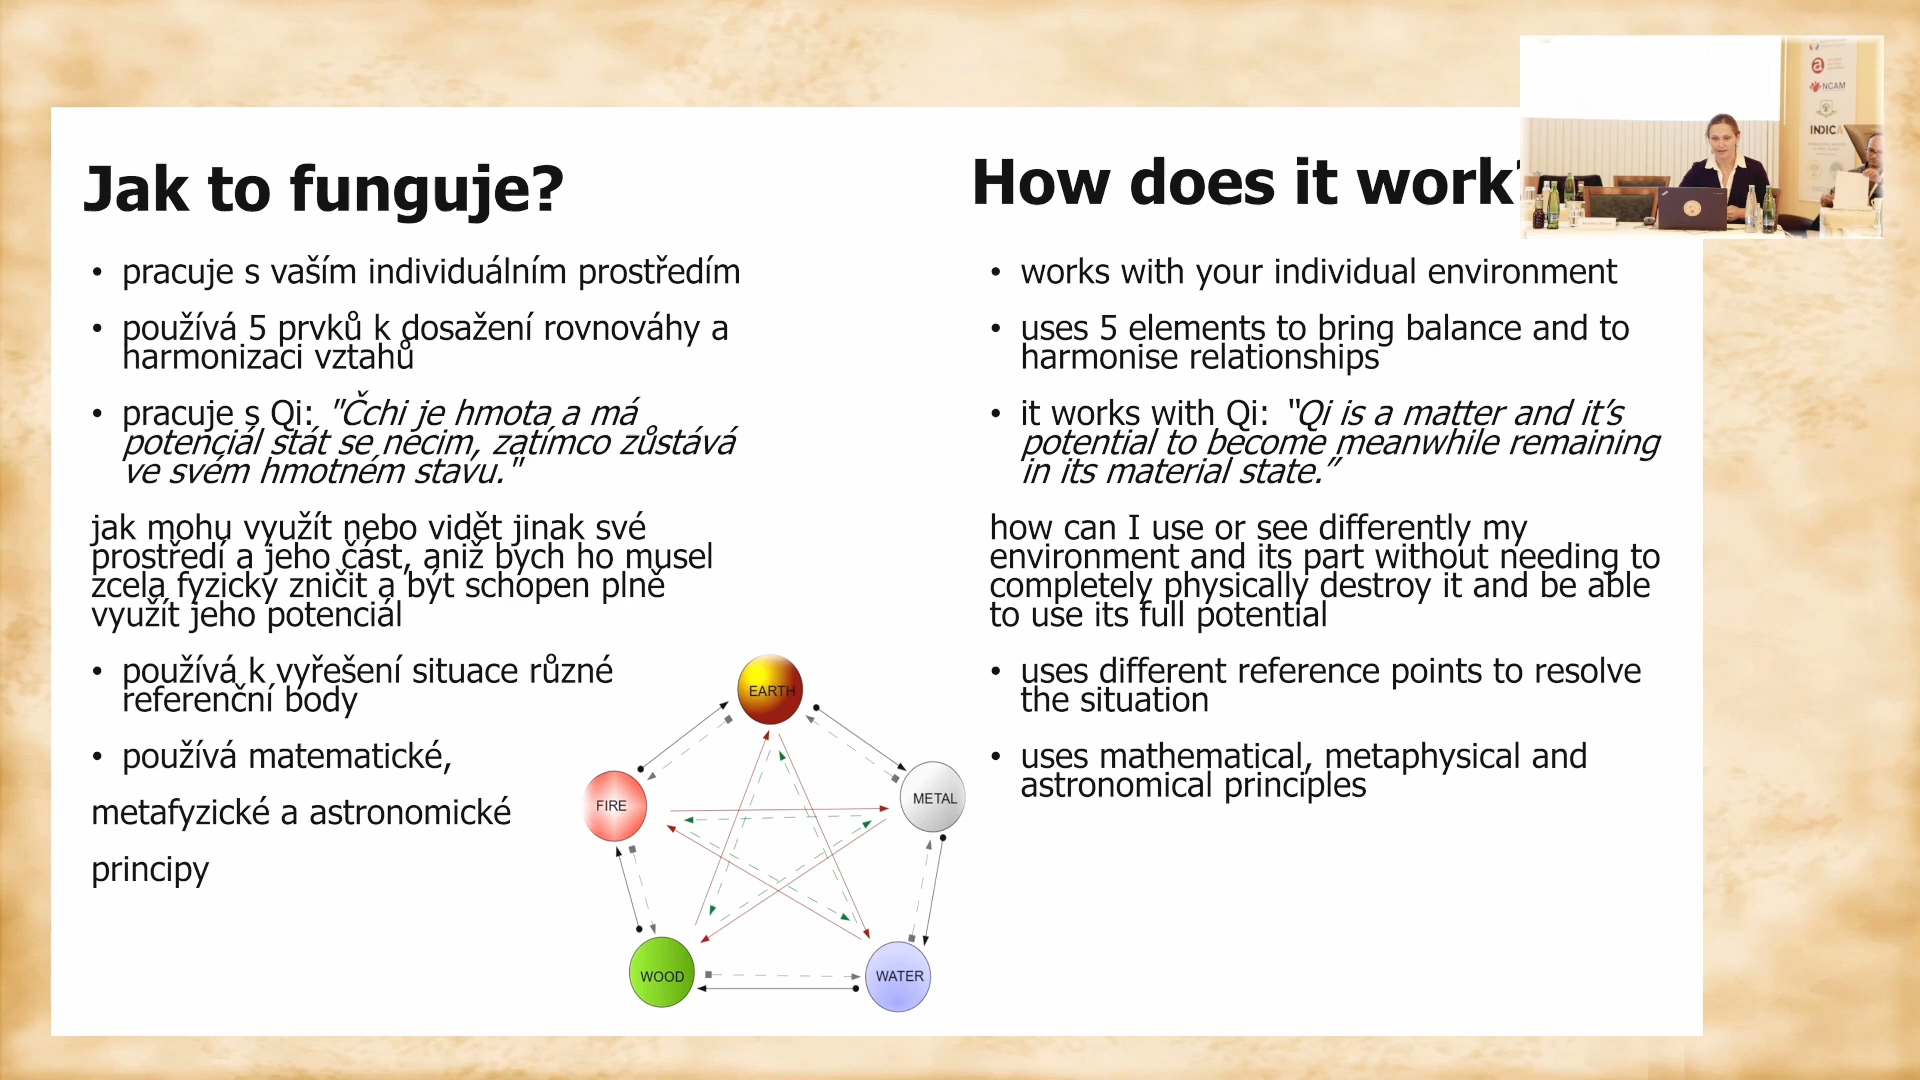 Jak to funguje?
• pracuje s vaším individuálním prostředím
• používá 5 prvků k dosažení rovnováhy a
harmonizaci vztahů
• pracuje s Qi: "Čchi je hmota a má
potenciál stát se něčím, zatímco zůstává
ve svém hmotném stavu."
jak mohu využít nebo vidět jinak své
prostředí a jeho část, aniž bych ho musel
zcela fyzicky zničit a být schopen plně
využít jeho potenciál
• používá k vyřešení situace různé
referenční body
• používá matematické,
metafyzické a astronomické
principy
EARTH
FIRE
METAL
WOOD
WATER
How does it work?
• works with your individual environment
• uses 5 elements to bring balance and to
harmonise relationships
• it works with Qi: “Qi is a matter and it’s
potential to become meanwhile remaining
in its material state.”
how can I use or see differently my
environment and its part without needing to
completely physically destroy it and be able
to use its full potential
• uses different reference points to resolve
the situation
• uses mathematical, metaphysical and
astronomical principles
NCAM
INDICA